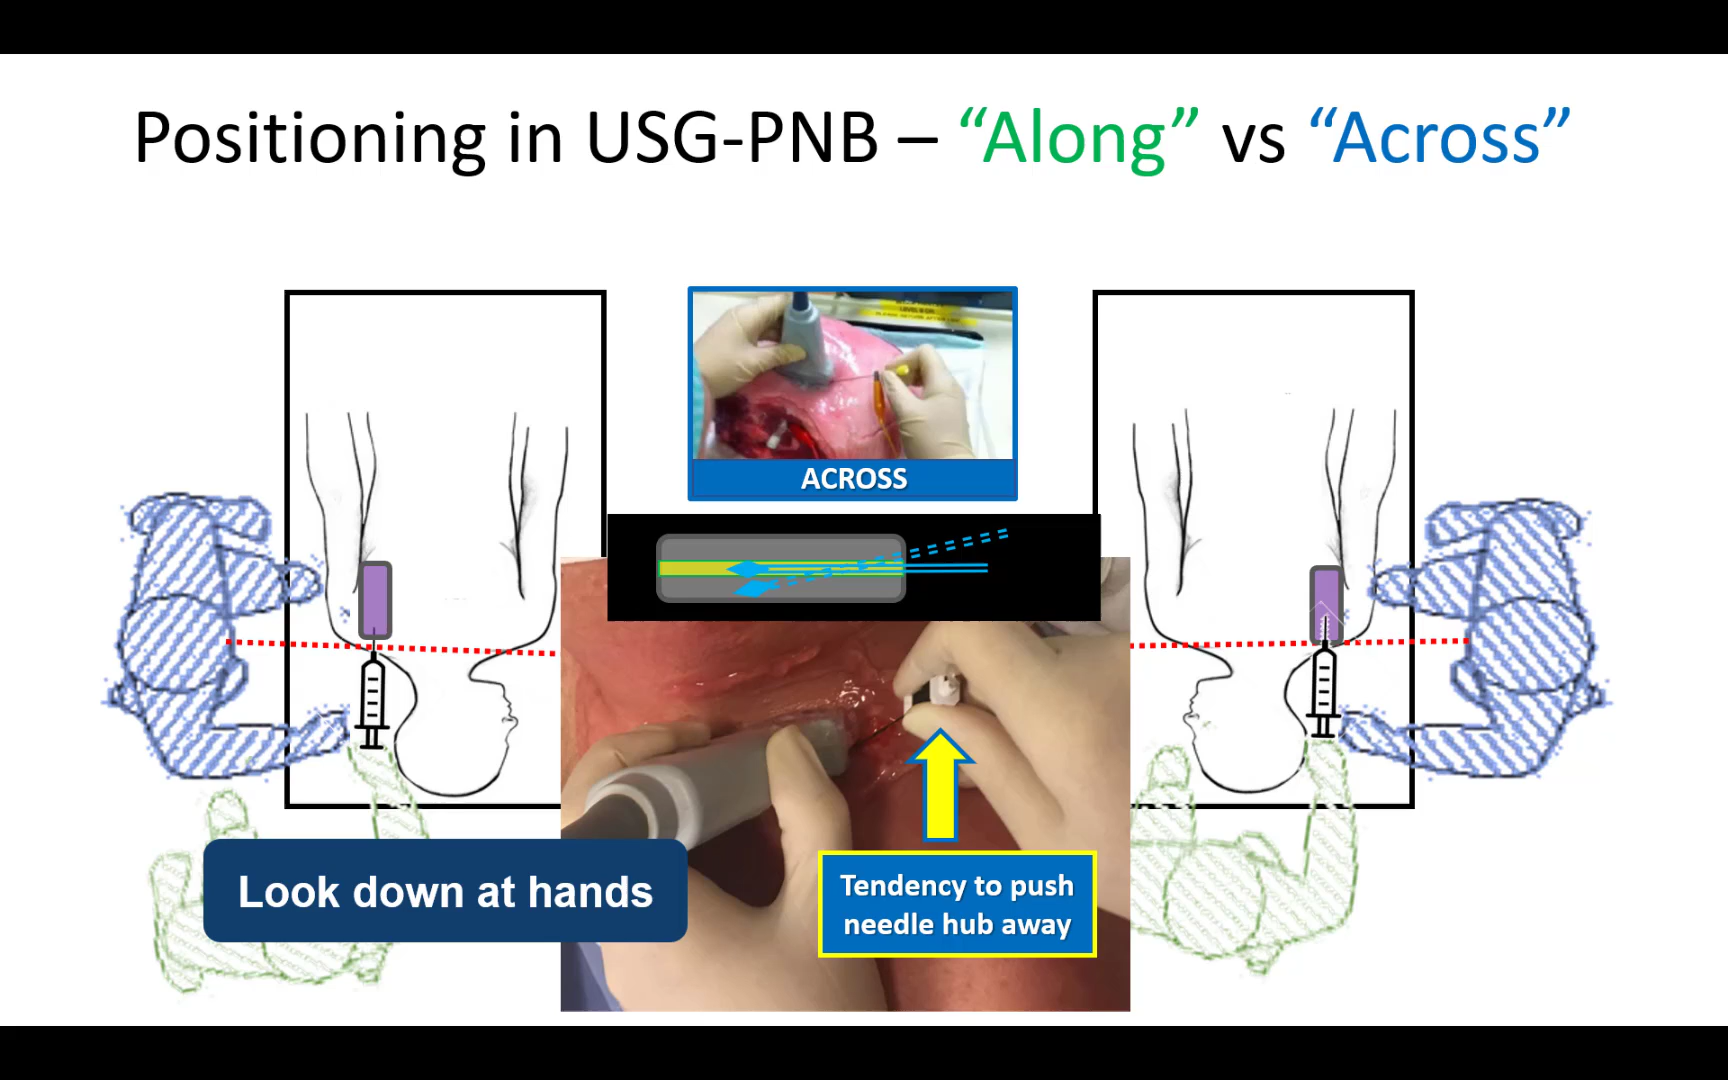 Positioning in USG-PNB – “Along” vs “Across”
ACROSS
Look down at hands
Tendency to push
needle hub away